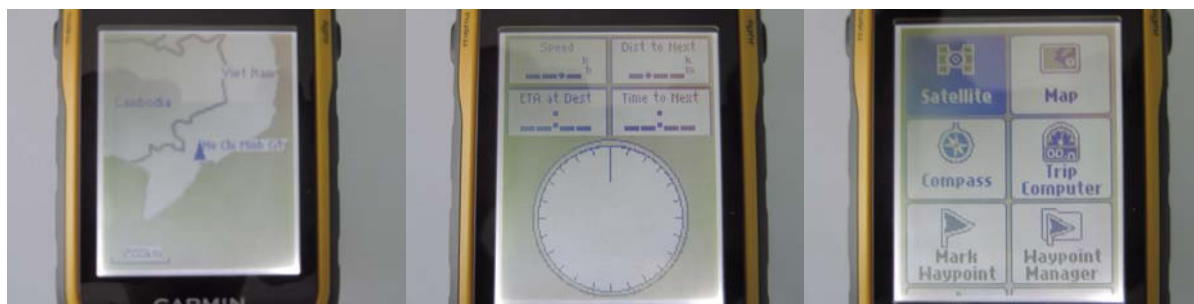 Viet Nam
Cambodia
Ho Chi Minh City
200km
GARMIN
Speed
k
h
Dist to Next
k
m
ETA at Dest
Time to Next
Satellite
Map
Compass
Trip
Computer
Mark
Waypoint
Waypoint
Manager